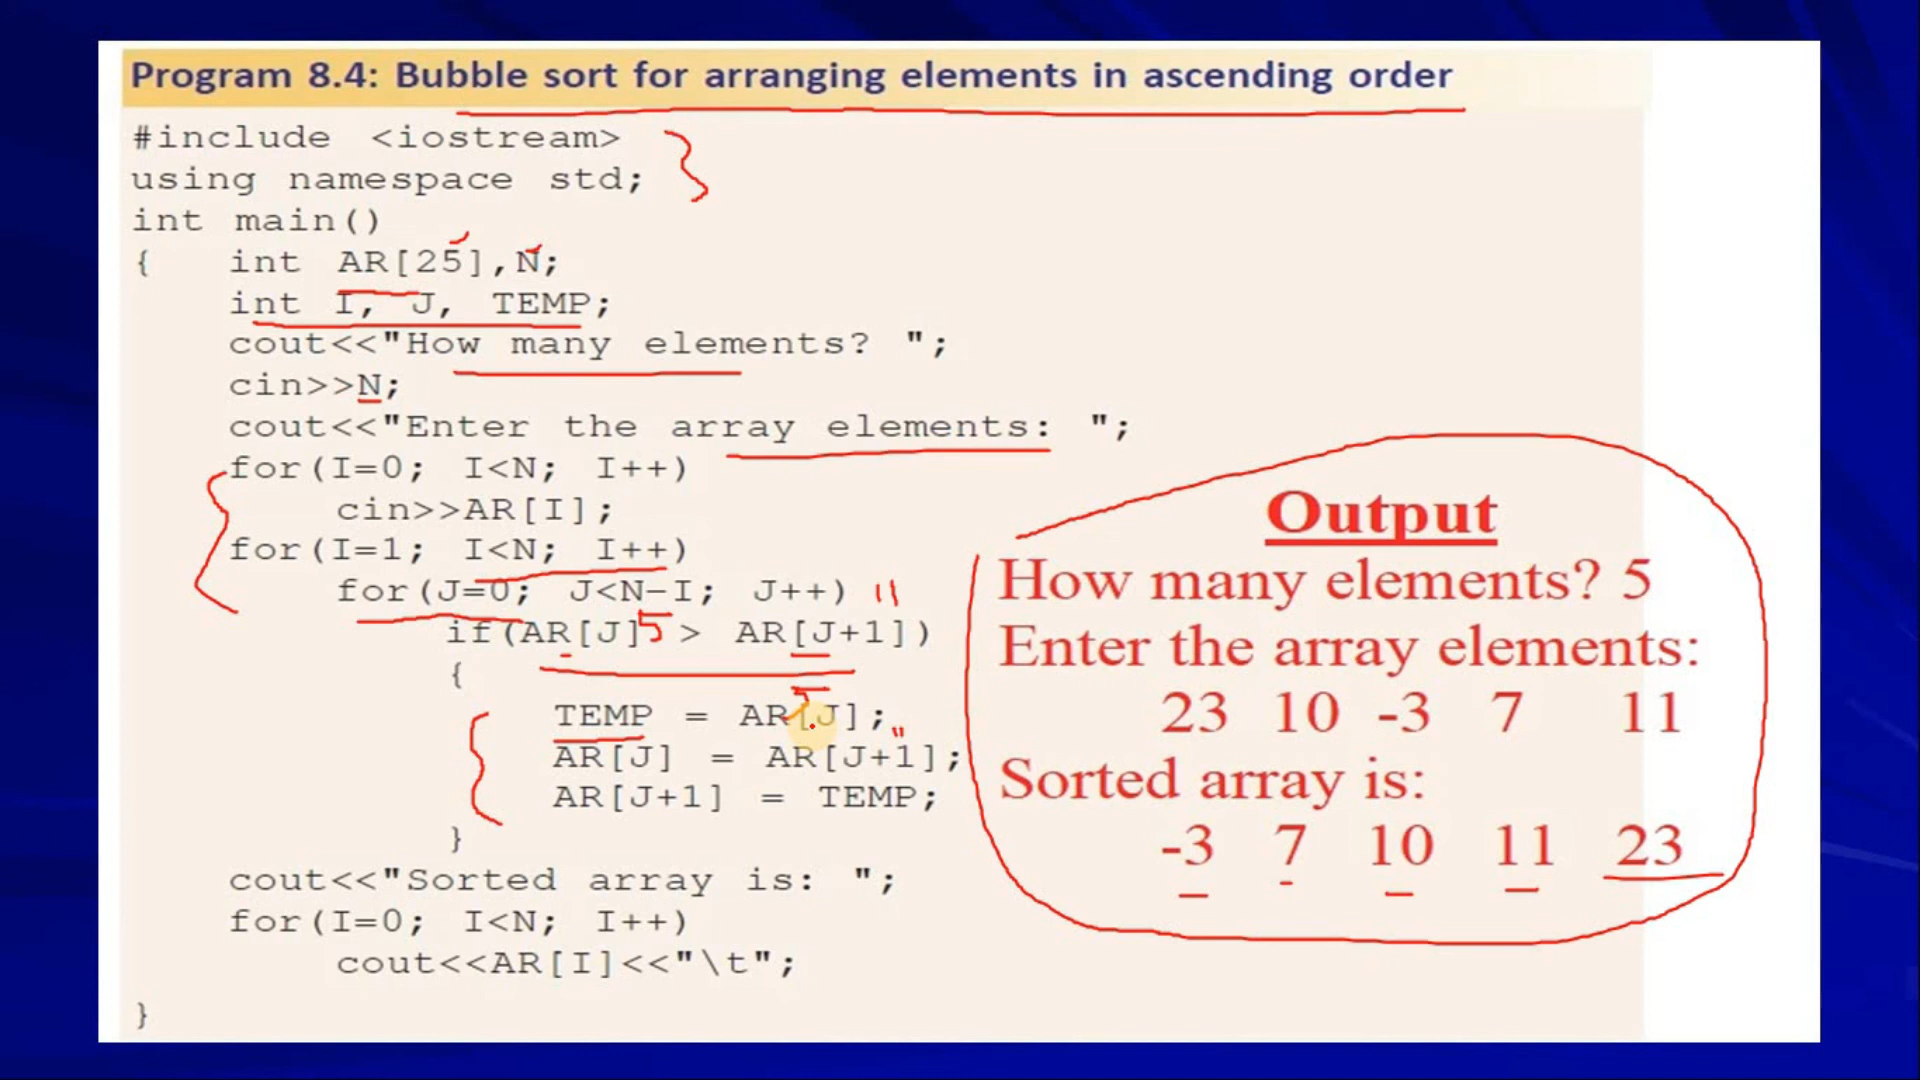 Program 8.4: Bubble sort for arranging elements in ascending order
#include <iostream>
using namespace std;
int main()
{ int AR[25],N;
int I, J, TEMP;
cout<<"How many elements? ";
cin>>N;
cout<<"Enter the array elements: ";
for(I=0; I<N; I++)
cin>>AR[I];
for(I=1; I<N; I++)
for(J=0; J<N-I; J++)
11
if(AR[J] > AR[J+1])
5
{
5
TEMP = AR[J];
11
AR[J] = AR[J+1];
AR[J+1] = TEMP;
}
cout<<"Sorted array is: ";
for(I=0; I<N; I++)
cout<<AR[I]<<"\t";
}
Output
How many elements? 5
Enter the array elements:
23 10 -3 7 11
Sorted array is:
-3 7 10 11 23